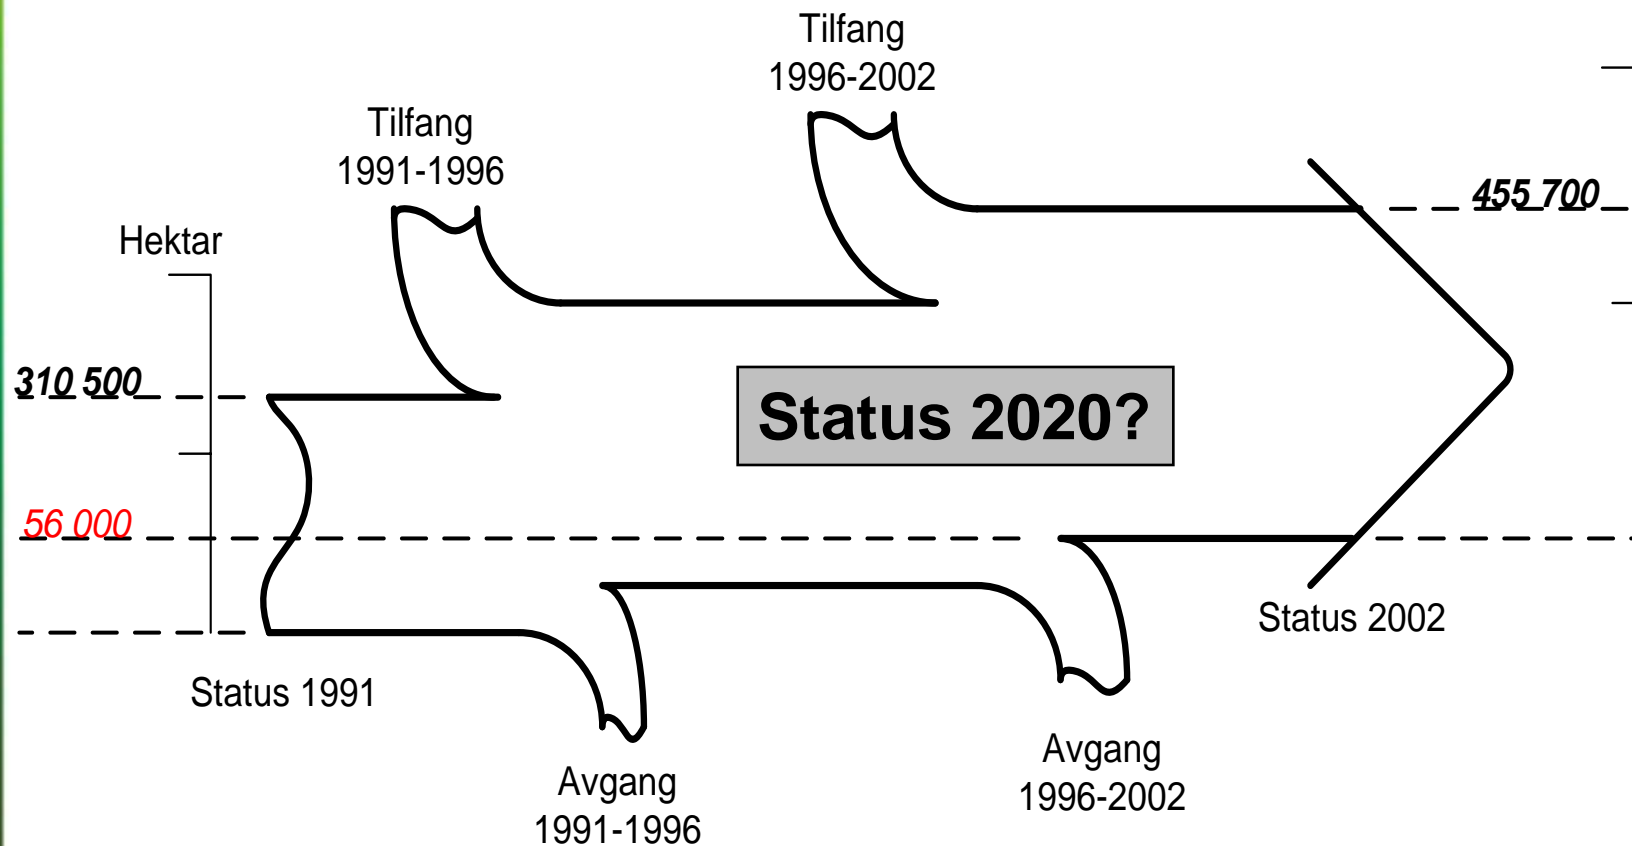 Tilfang
1996-2002
Tilfang
1991-1996
455 700
Hektar
310 500
Status 2020?
56 000
Status 2002
Status 1991
Avgang
1996-2002
Avgang
1991-1996